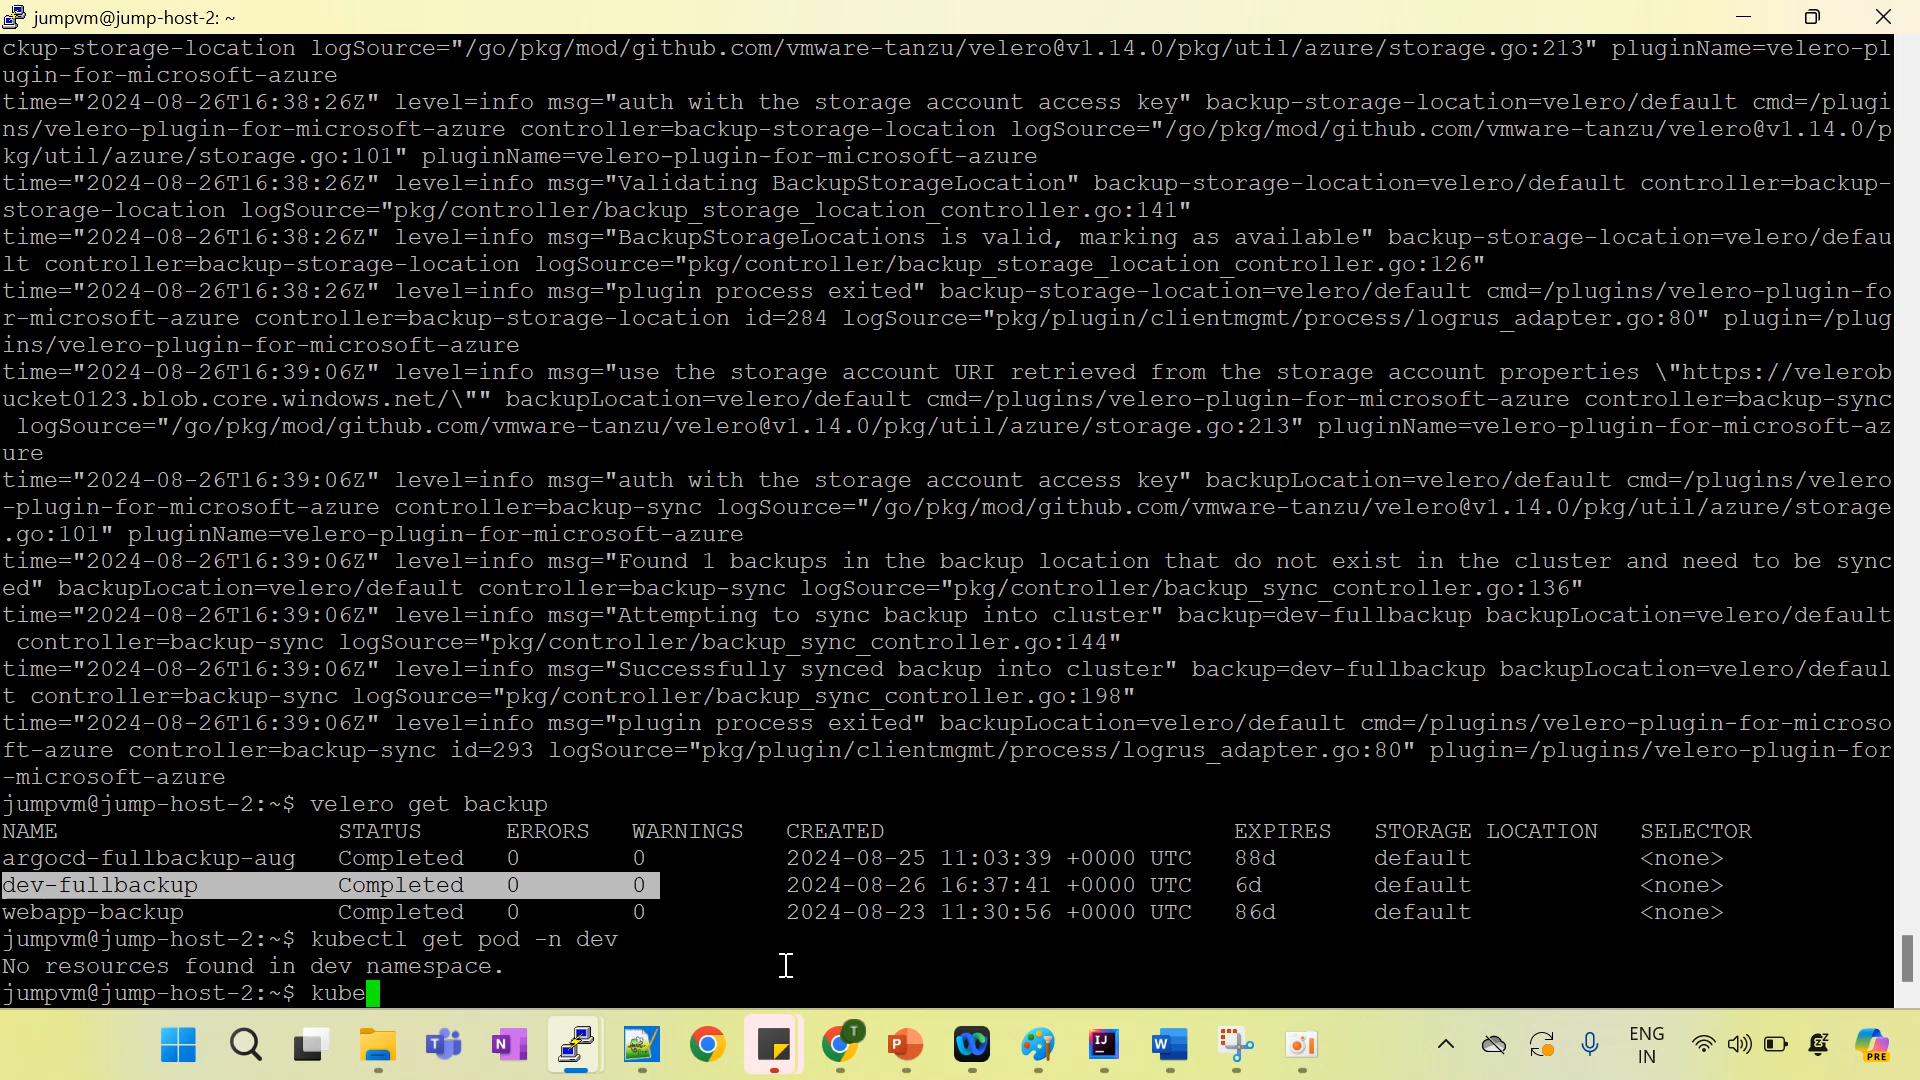 jumpvm@jump-host-2: ~
ckup-storage-location logSource="/go/pkg/mod/github.com/vmware-tanzu/velero@v1.14.0/pkg/util/azure/storage.go:213" pluginName=velero-pl
ugin-for-microsoft-azure
time="2024-08-26T16:38:26Z" level=info msg="auth with the storage account access key" backup-storage-location=velero/default cmd=/plugi
ns/velero-plugin-for-microsoft-azure controller=backup-storage-location logSource="/go/pkg/mod/github.com/vmware-tanzu/velero@v1.14.0/p
kg/util/azure/storage.go:101" pluginName=velero-plugin-for-microsoft-azure
time="2024-08-26T16:38:26Z" level=info msg="Validating BackupStorageLocation" backup-storage-location=velero/default controller=backup-
storage-location logSource="pkg/controller/backup_storage_location_controller.go:141"
time="2024-08-26T16:38:26Z" level=info msg="BackupStorageLocations is valid, marking as available" backup-storage-location=velero/defau
lt controller=backup-storage-location logSource="pkg/controller/backup_storage_location_controller.go:126"
time="2024-08-26T16:38:26Z" level=info msg="plugin process exited" backup-storage-location=velero/default cmd=/plugins/velero-plugin-fo
r-microsoft-azure controller=backup-storage-location id=284 logSource="pkg/plugin/clientmgmt/process/logrus_adapter.go:80" plugin=/plug
ins/velero-plugin-for-microsoft-azure
time="2024-08-26T16:39:06Z" level=info msg="use the storage account URI retrieved from the storage account properties \"https://velerob
ucket0123.blob.core.windows.net/\"" backupLocation=velero/default cmd=/plugins/velero-plugin-for-microsoft-azure controller=backup-sync
 logSource="/go/pkg/mod/github.com/vmware-tanzu/velero@v1.14.0/pkg/util/azure/storage.go:213" pluginName=velero-plugin-for-microsoft-az
ure
time="2024-08-26T16:39:06Z" level=info msg="auth with the storage account access key" backupLocation=velero/default cmd=/plugins/velero
-plugin-for-microsoft-azure controller=backup-sync logSource="/go/pkg/mod/github.com/vmware-tanzu/velero@v1.14.0/pkg/util/azure/storage
.go:101" pluginName=velero-plugin-for-microsoft-azure
time="2024-08-26T16:39:06Z" level=info msg="Found 1 backups in the backup location that do not exist in the cluster and need to be sync
ed" backupLocation=velero/default controller=backup-sync logSource="pkg/controller/backup_sync_controller.go:136"
time="2024-08-26T16:39:06Z" level=info msg="Attempting to sync backup into cluster" backup=dev-fullbackup backupLocation=velero/default
 controller=backup-sync logSource="pkg/controller/backup_sync_controller.go:144"
time="2024-08-26T16:39:06Z" level=info msg="Successfully synced backup into cluster" backup=dev-fullbackup backupLocation=velero/defaul
t controller=backup-sync logSource="pkg/controller/backup_sync_controller.go:198"
time="2024-08-26T16:39:06Z" level=info msg="plugin process exited" backupLocation=velero/default cmd=/plugins/velero-plugin-for-microso
ft-azure controller=backup-sync id=293 logSource="pkg/plugin/clientmgmt/process/logrus_adapter.go:80" plugin=/plugins/velero-plugin-for
-microsoft-azure
jumpvm@jump-host-2:~$ velero get backup
NAME STATUS ERRORS WARNINGS CREATED EXPIRES STORAGE LOCATION SELECTOR
argocd-fullbackup-aug Completed 0 0 2024-08-25 11:03:39 +0000 UTC 88d default <none>
dev-fullbackup Completed 0 0 2024-08-26 16:37:41 +0000 UTC 6d default <none>
webapp-backup Completed 0 0 2024-08-23 11:30:56 +0000 UTC 86d default <none>
jumpvm@jump-host-2:~$ kubectl get pod -n dev
No resources found in dev namespace.
jumpvm@jump-host-2:~$ kube
ENG
IN
PRE